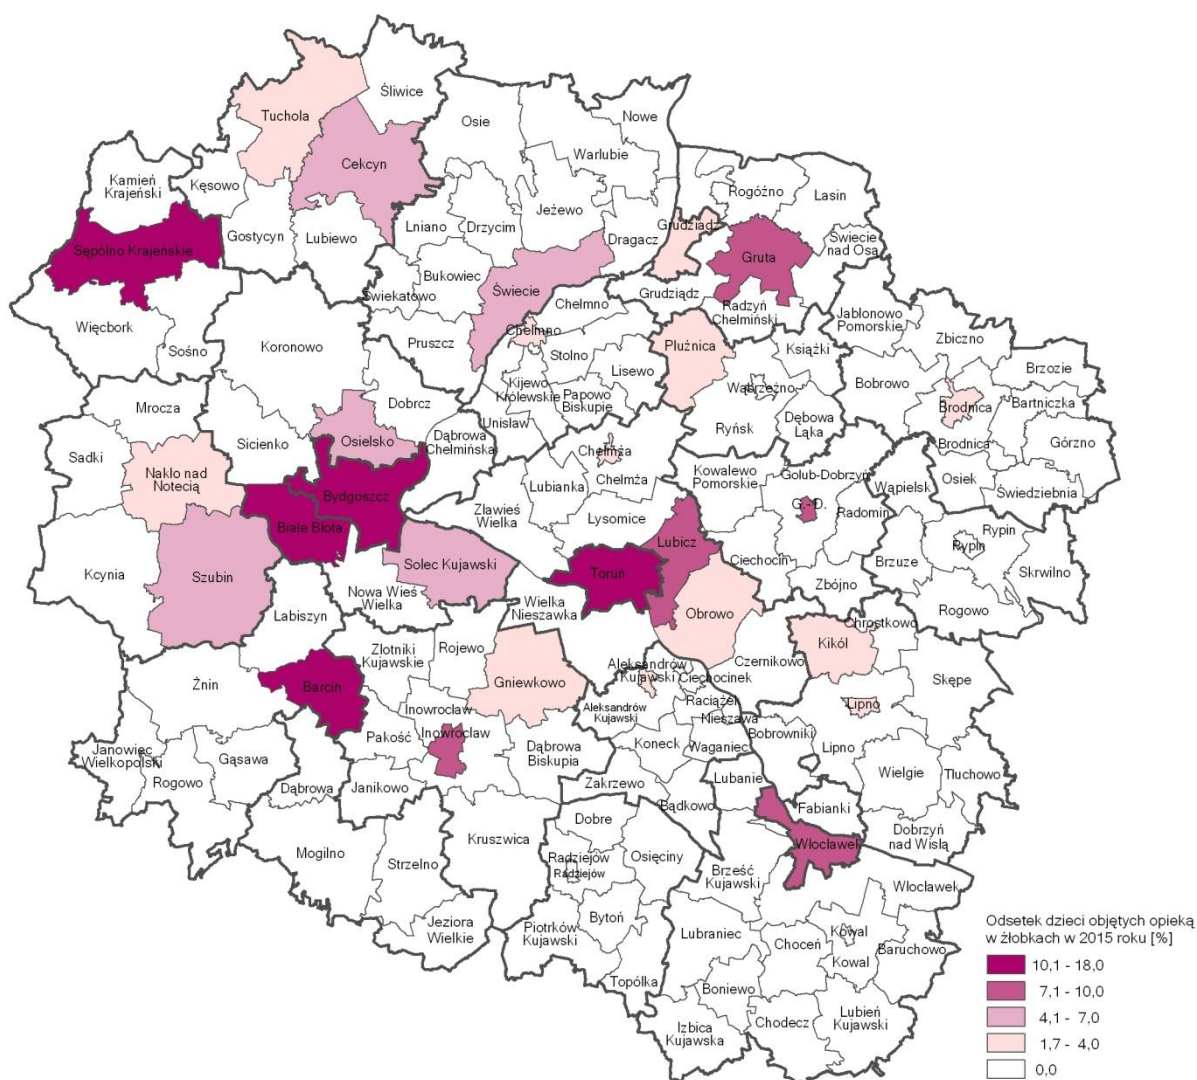 Śliwice
Tuchola
Osie
Nowe
Warlubie
Cekcyn
Kamień
Krajeński
Kęsowo
Rogóźno
Lasin
Jeżewo
Gostycyn
Lubiewo
Lniano
Drzycim
Dragacz
Grudziądz
Świecie
nad Osą
Sępólno Krajeńskie
Gruta
Bukowiec
Świekatowo
Świecie
Grudziądz
Radzyń
Chełmiński
Chełmno
Więcbork
Sośno
Koronowo
Pruszcz
Chełmno
Stolno
Płużnica
Książki
Jabłonowo
Pomorskie
Zbiczno
Lisewo
Kijewo
Królewskie
Papowo
Biskupie
Wąbrzeźno
Bobrowo
Brzozie
Bartniczka
Brodnica
Mrocza
Dobrcz
Unisław
Ryńsk
Dębowa
Łąka
Sadki
Sicienko
Osielsko
Dąbrowa
Chełmińska
Chełmża
Brodnica
Górzno
Nakło nad
Notecią
Bydgoszcz
Łubianka
Chełmża
Kowalewo
Pomorskie
Golub-Dobrzyń
Wąpielsk
Osiek
Świedziebnia
Białe Błota
Zławieś
Wielka
Łysomice
G.- D.
Radomin
Rypin
Rypin
Kcynia
Szubin
Solec Kujawski
Toruń
Lubicz
Ciechocin
Zbójno
Brzuze
Skrwilno
Nowa Wieś
Wielka
Łabiszyn
Wielka
Nieszawka
Obrowo
Rogowo
Złotniki
Kujawskie
Rojewo
Chrostkowo
Kikół
Żnin
Barcin
Gniewkowo
Aleksandrów
Kujawski
Ciechocinek
Czernikowo
Skępe
Raciążek
Nieszawa
Lipno
Aleksandrów
Kujawski
Inowrocław
Inowrocław
Pakość
Koneck
Waganiec
Bobrowniki
Lipno
Janowiec
Wielkopolski
Rogowo
Gąsawa
Dąbrowa
Biskupia
Wielgie
Tłuchowo
Dąbrowa
Janikowo
Zakrzewo
Lubanie
Bądkowo
Fabianki
Dobre
Dobrzyń
nad Wisłą
Mogilno
Strzelno
Kruszwica
Radziejów
Radziejów
Osięciny
Włocławek
Brześć
Kujawski
Włocławek
Jeziora
Wielkie
Piotrków
Kujawski
Bytoń
Lubraniec
Choceń
Kowal
Kowal
Baruchowo
Topólka
Boniewo
Izbica
Kujawska
Chodecz
Lubień
Kujawski
Odsetek dzieci objętych opieką
w żłobkach w 2015 roku [%]
10,1 - 18,0
7,1 - 10,0
4,1 - 7,0
1,7 - 4,0
0,0